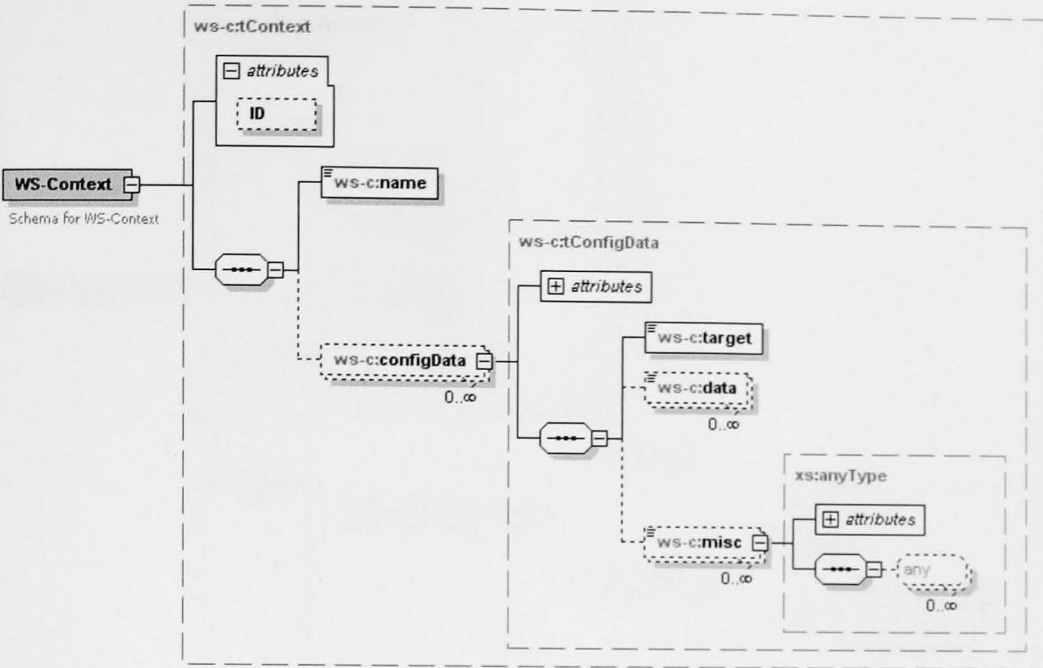 ws-c:tContext
attributes
ID
WS-Context
Schema for WS-Context
ws-c:name
ws-c:configData
0..∞
ws-c:tConfigData
attributes
ws-c:target
ws-c:data
0..∞
ws-c:misc
0..∞
xs:anyType
attributes
any
0..∞